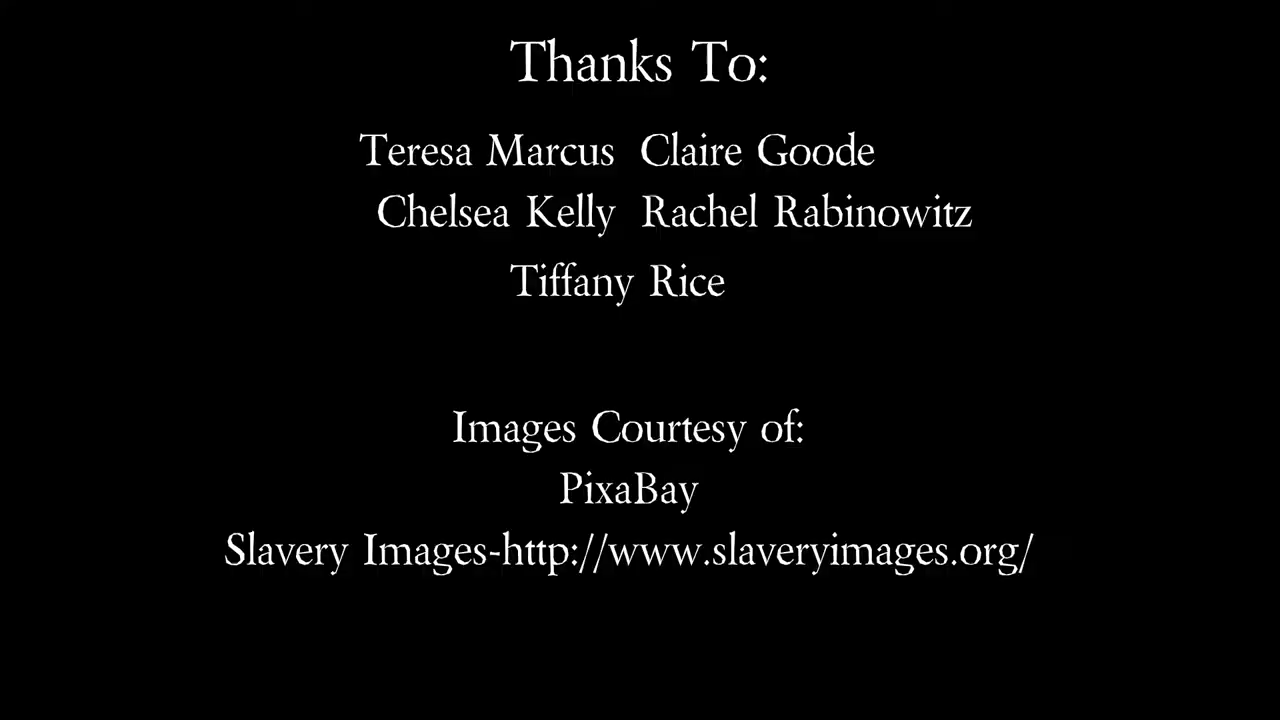 Thanks To:
Teresa Marcus Claire Goode
Chelsea Kelly Rachel Rabinowitz
Tiffany Rice
Images Courtesy of:
PixaBay
Slavery Images-http://www.slaveryimages.org/